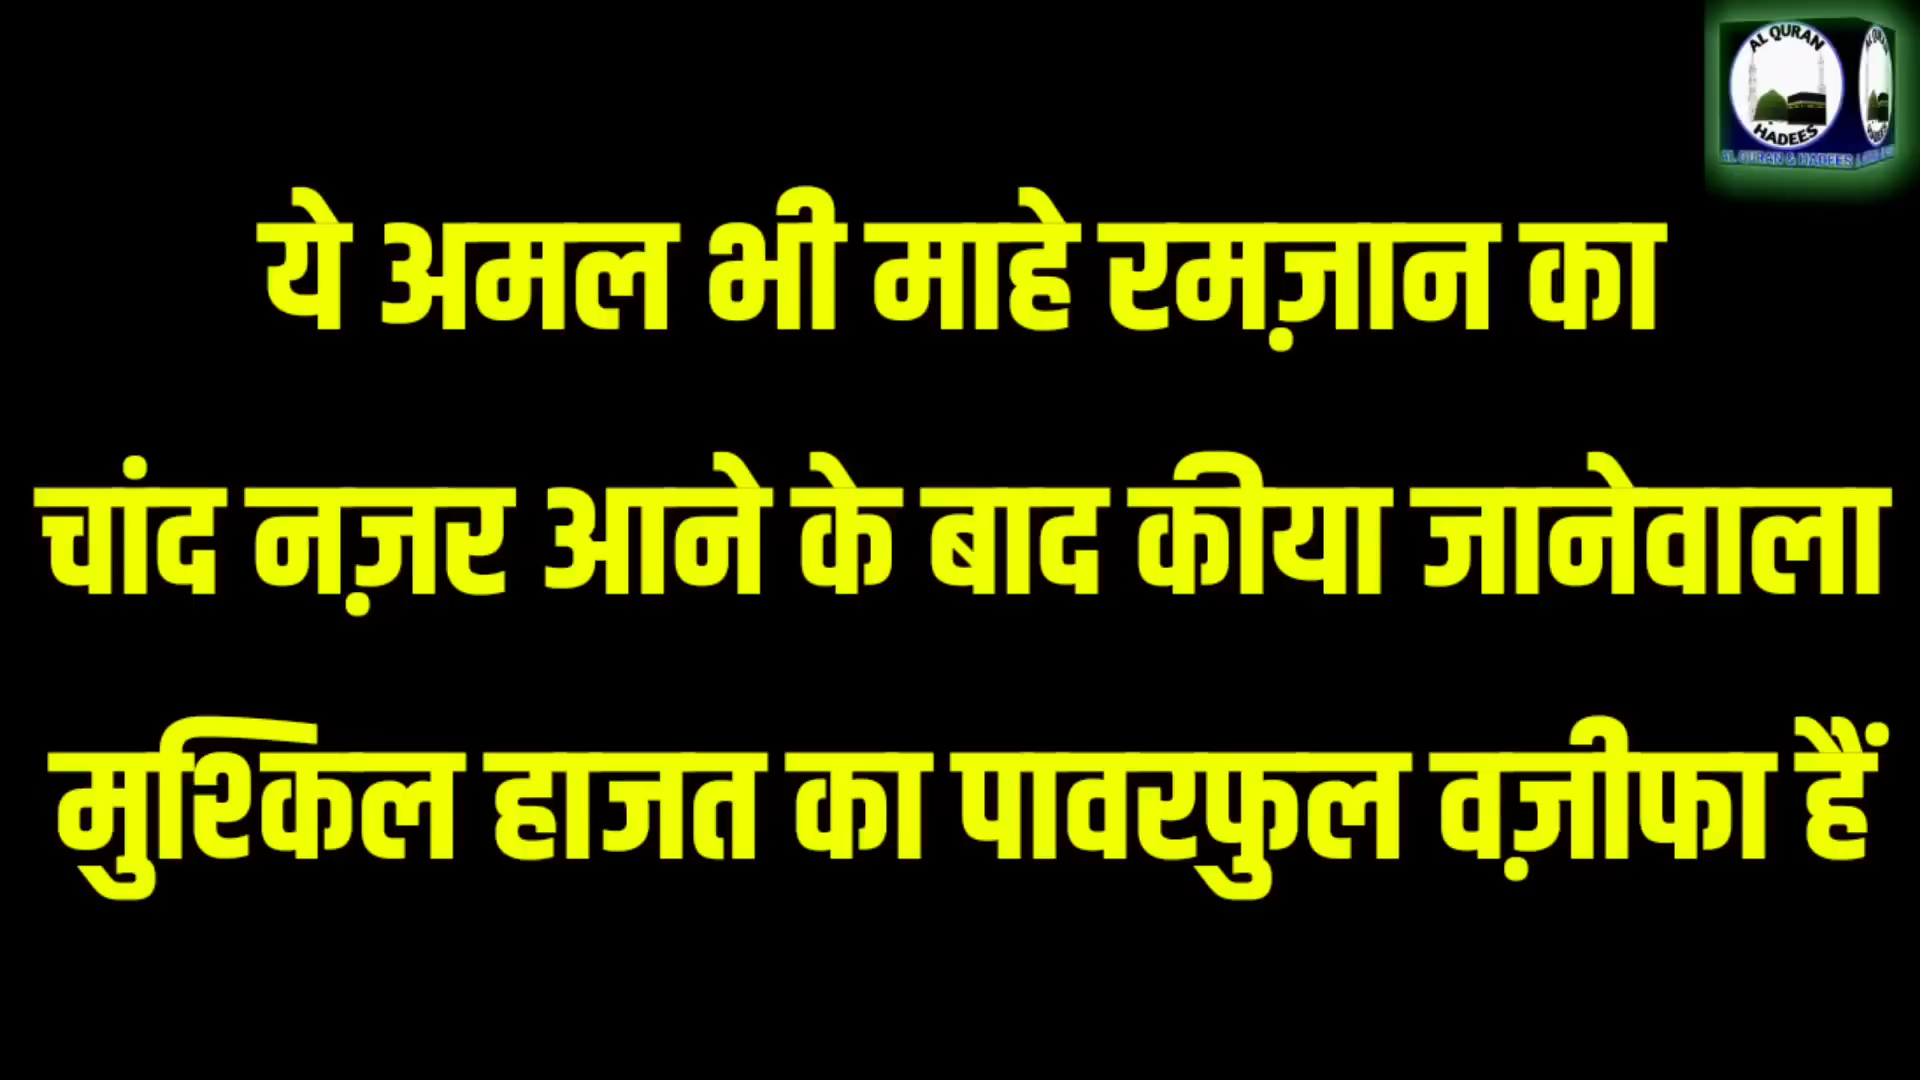 AL QURAN
HADEES
ये अमल भी माहे रमज़ान का
चांद नज़र आने के बाद कीया जानेवाला
मुश्किल हाजत का पावरफुल वज़ीफा हैं